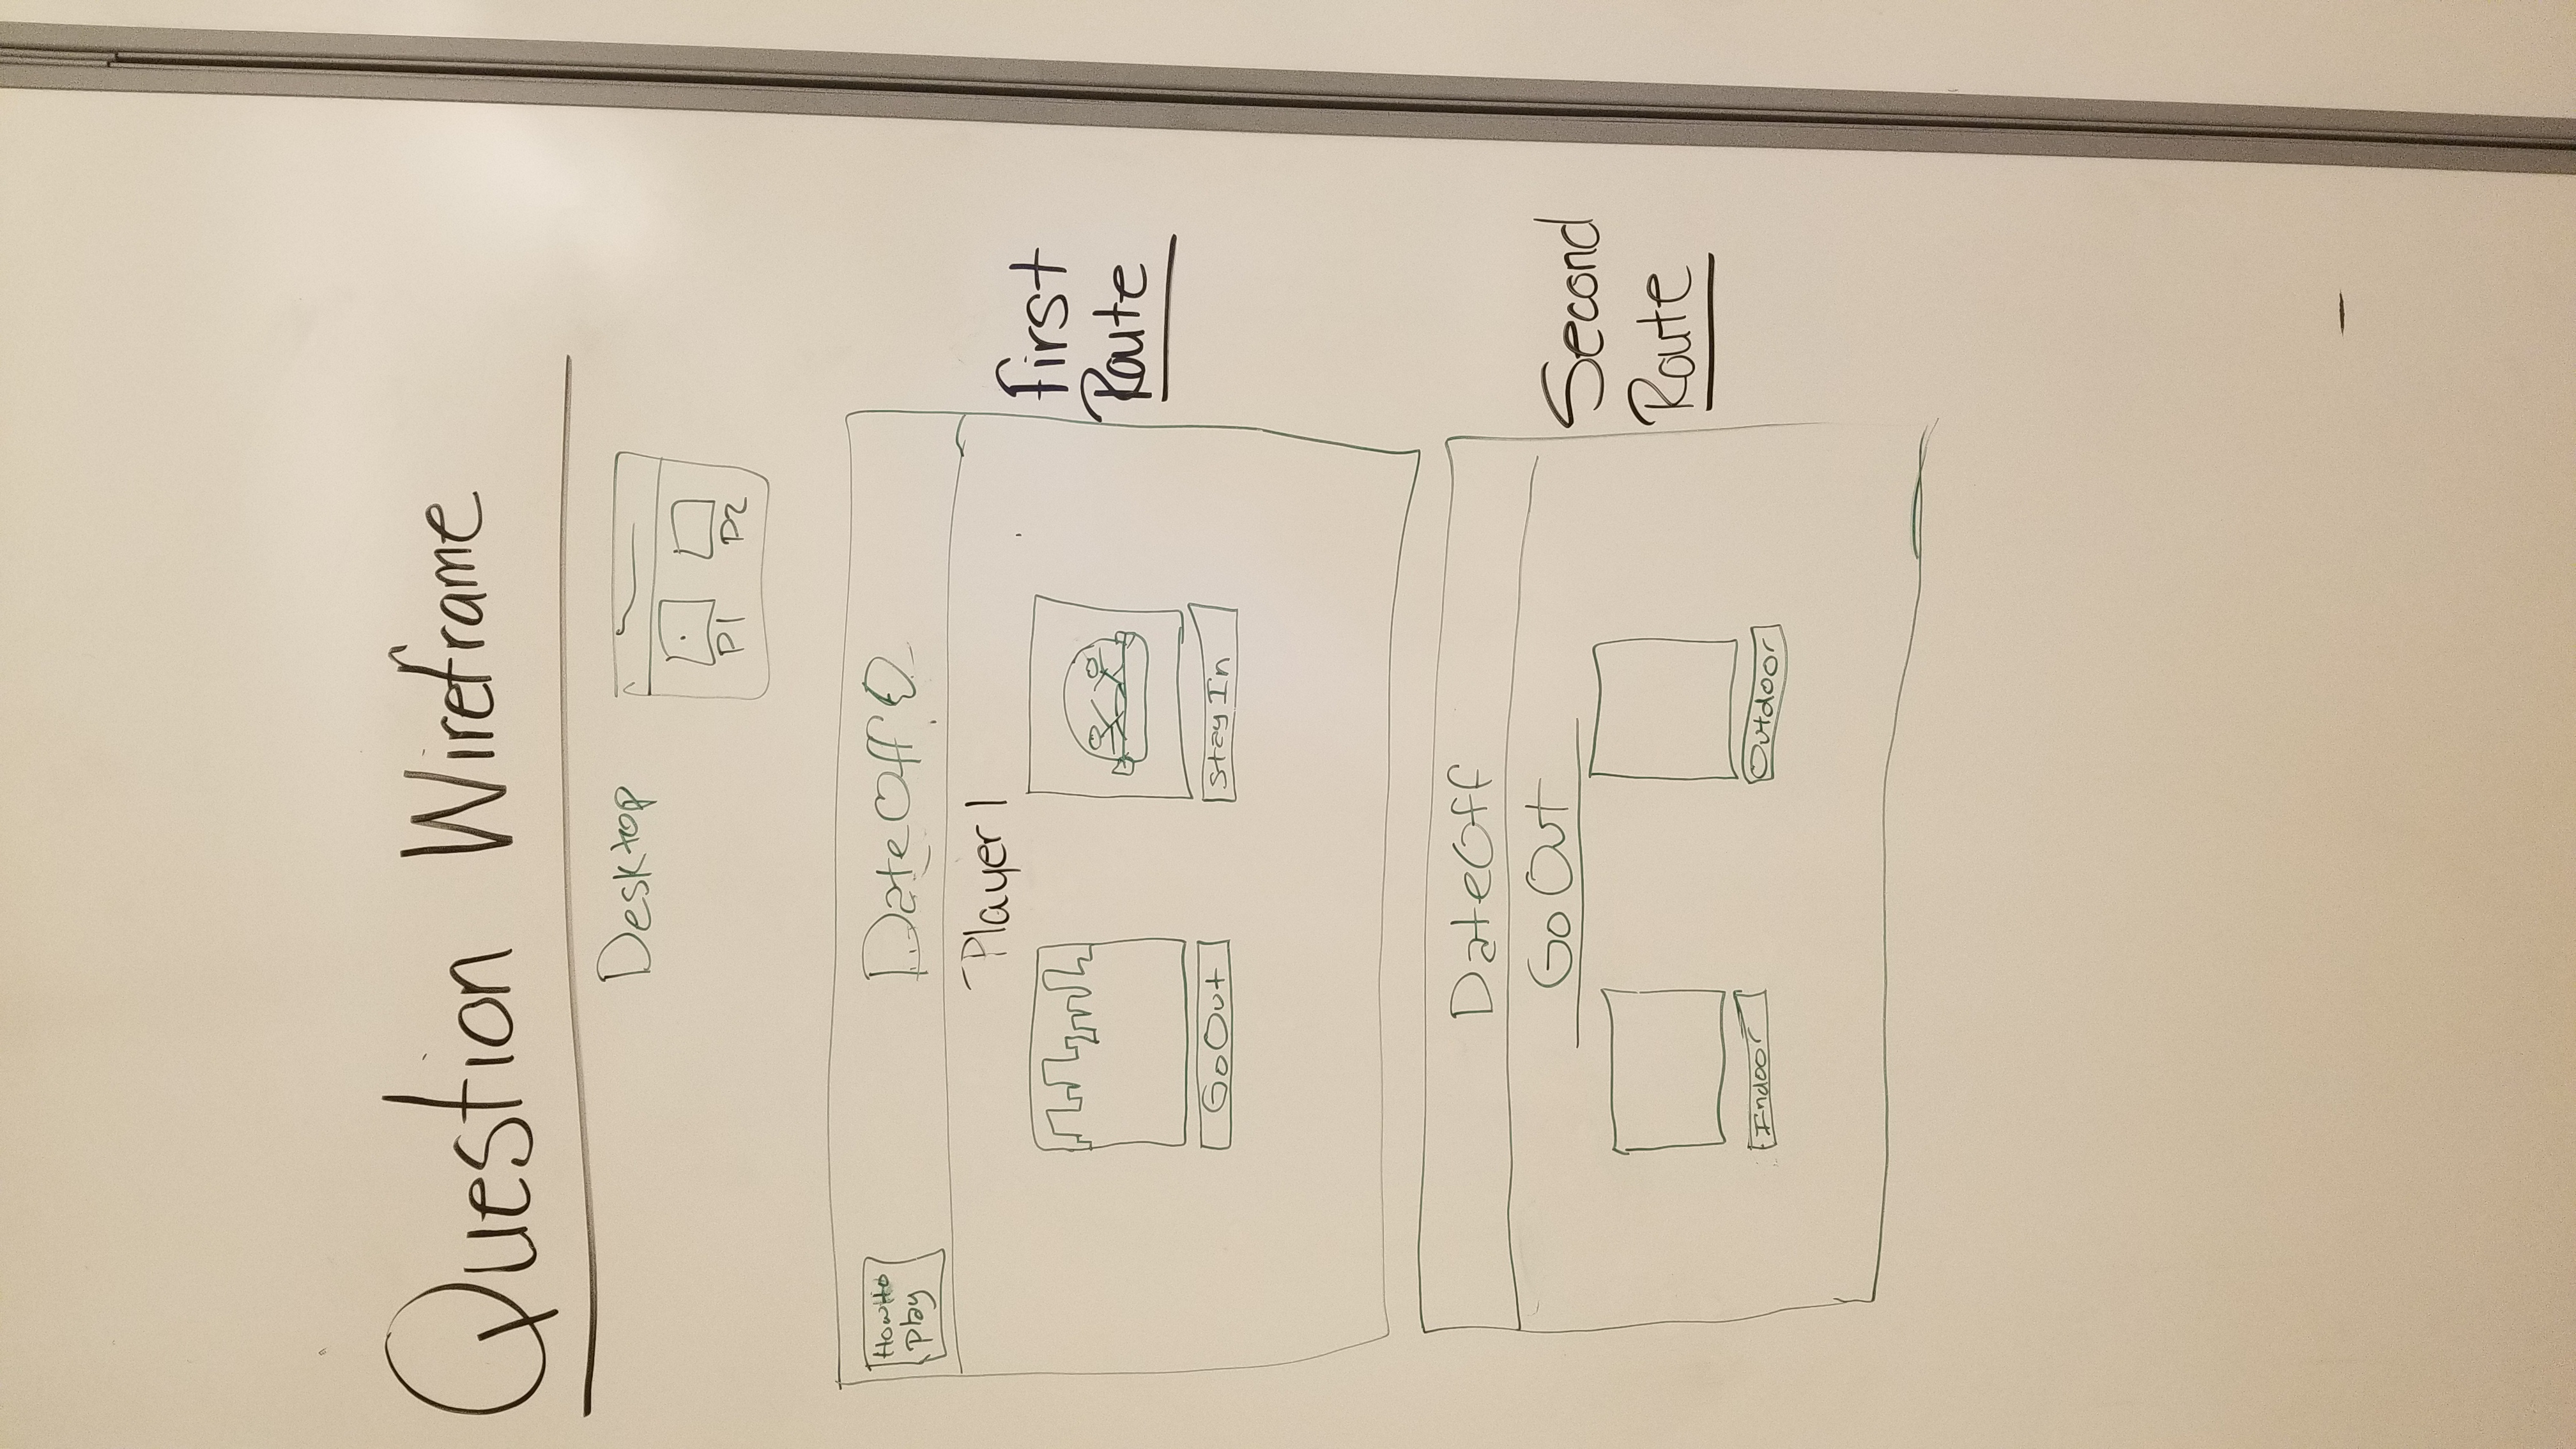 Question Wireframe
Desktop
P1 P2
How to
Play
DateOff
Player 1
First
Route
Go Out
Stay In
DateOff
Go Out
Second
Route
Indoor
Outdoor